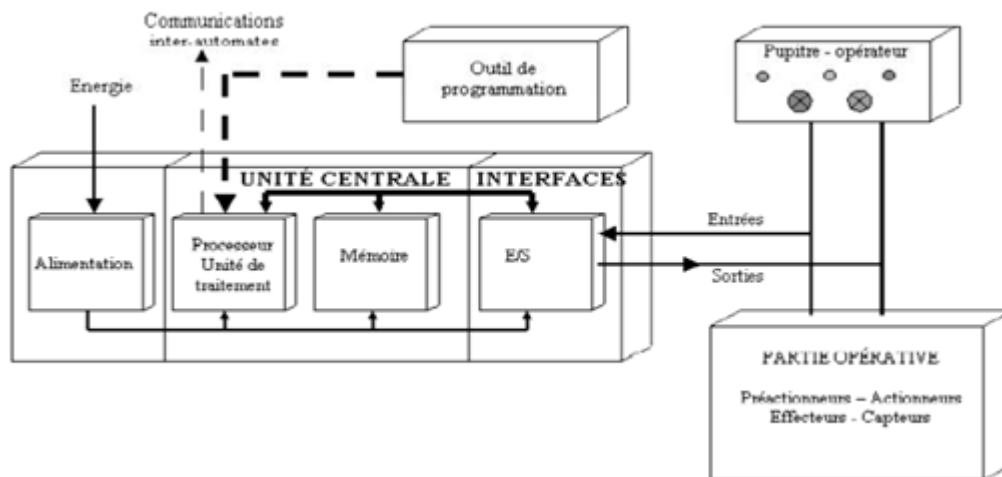 Communications
inter-automates
Energie
Outil de
programmation
Pupitre - opérateur
UNITÉ CENTRALE
INTERFACES
Alimentation
Processeur
Unité de
traitement
Mémoire
E/S
Entrées
Sorties
PARTIE OPÉRATIVE
Préactionneurs – Actionneurs
Effecteurs - Capteurs